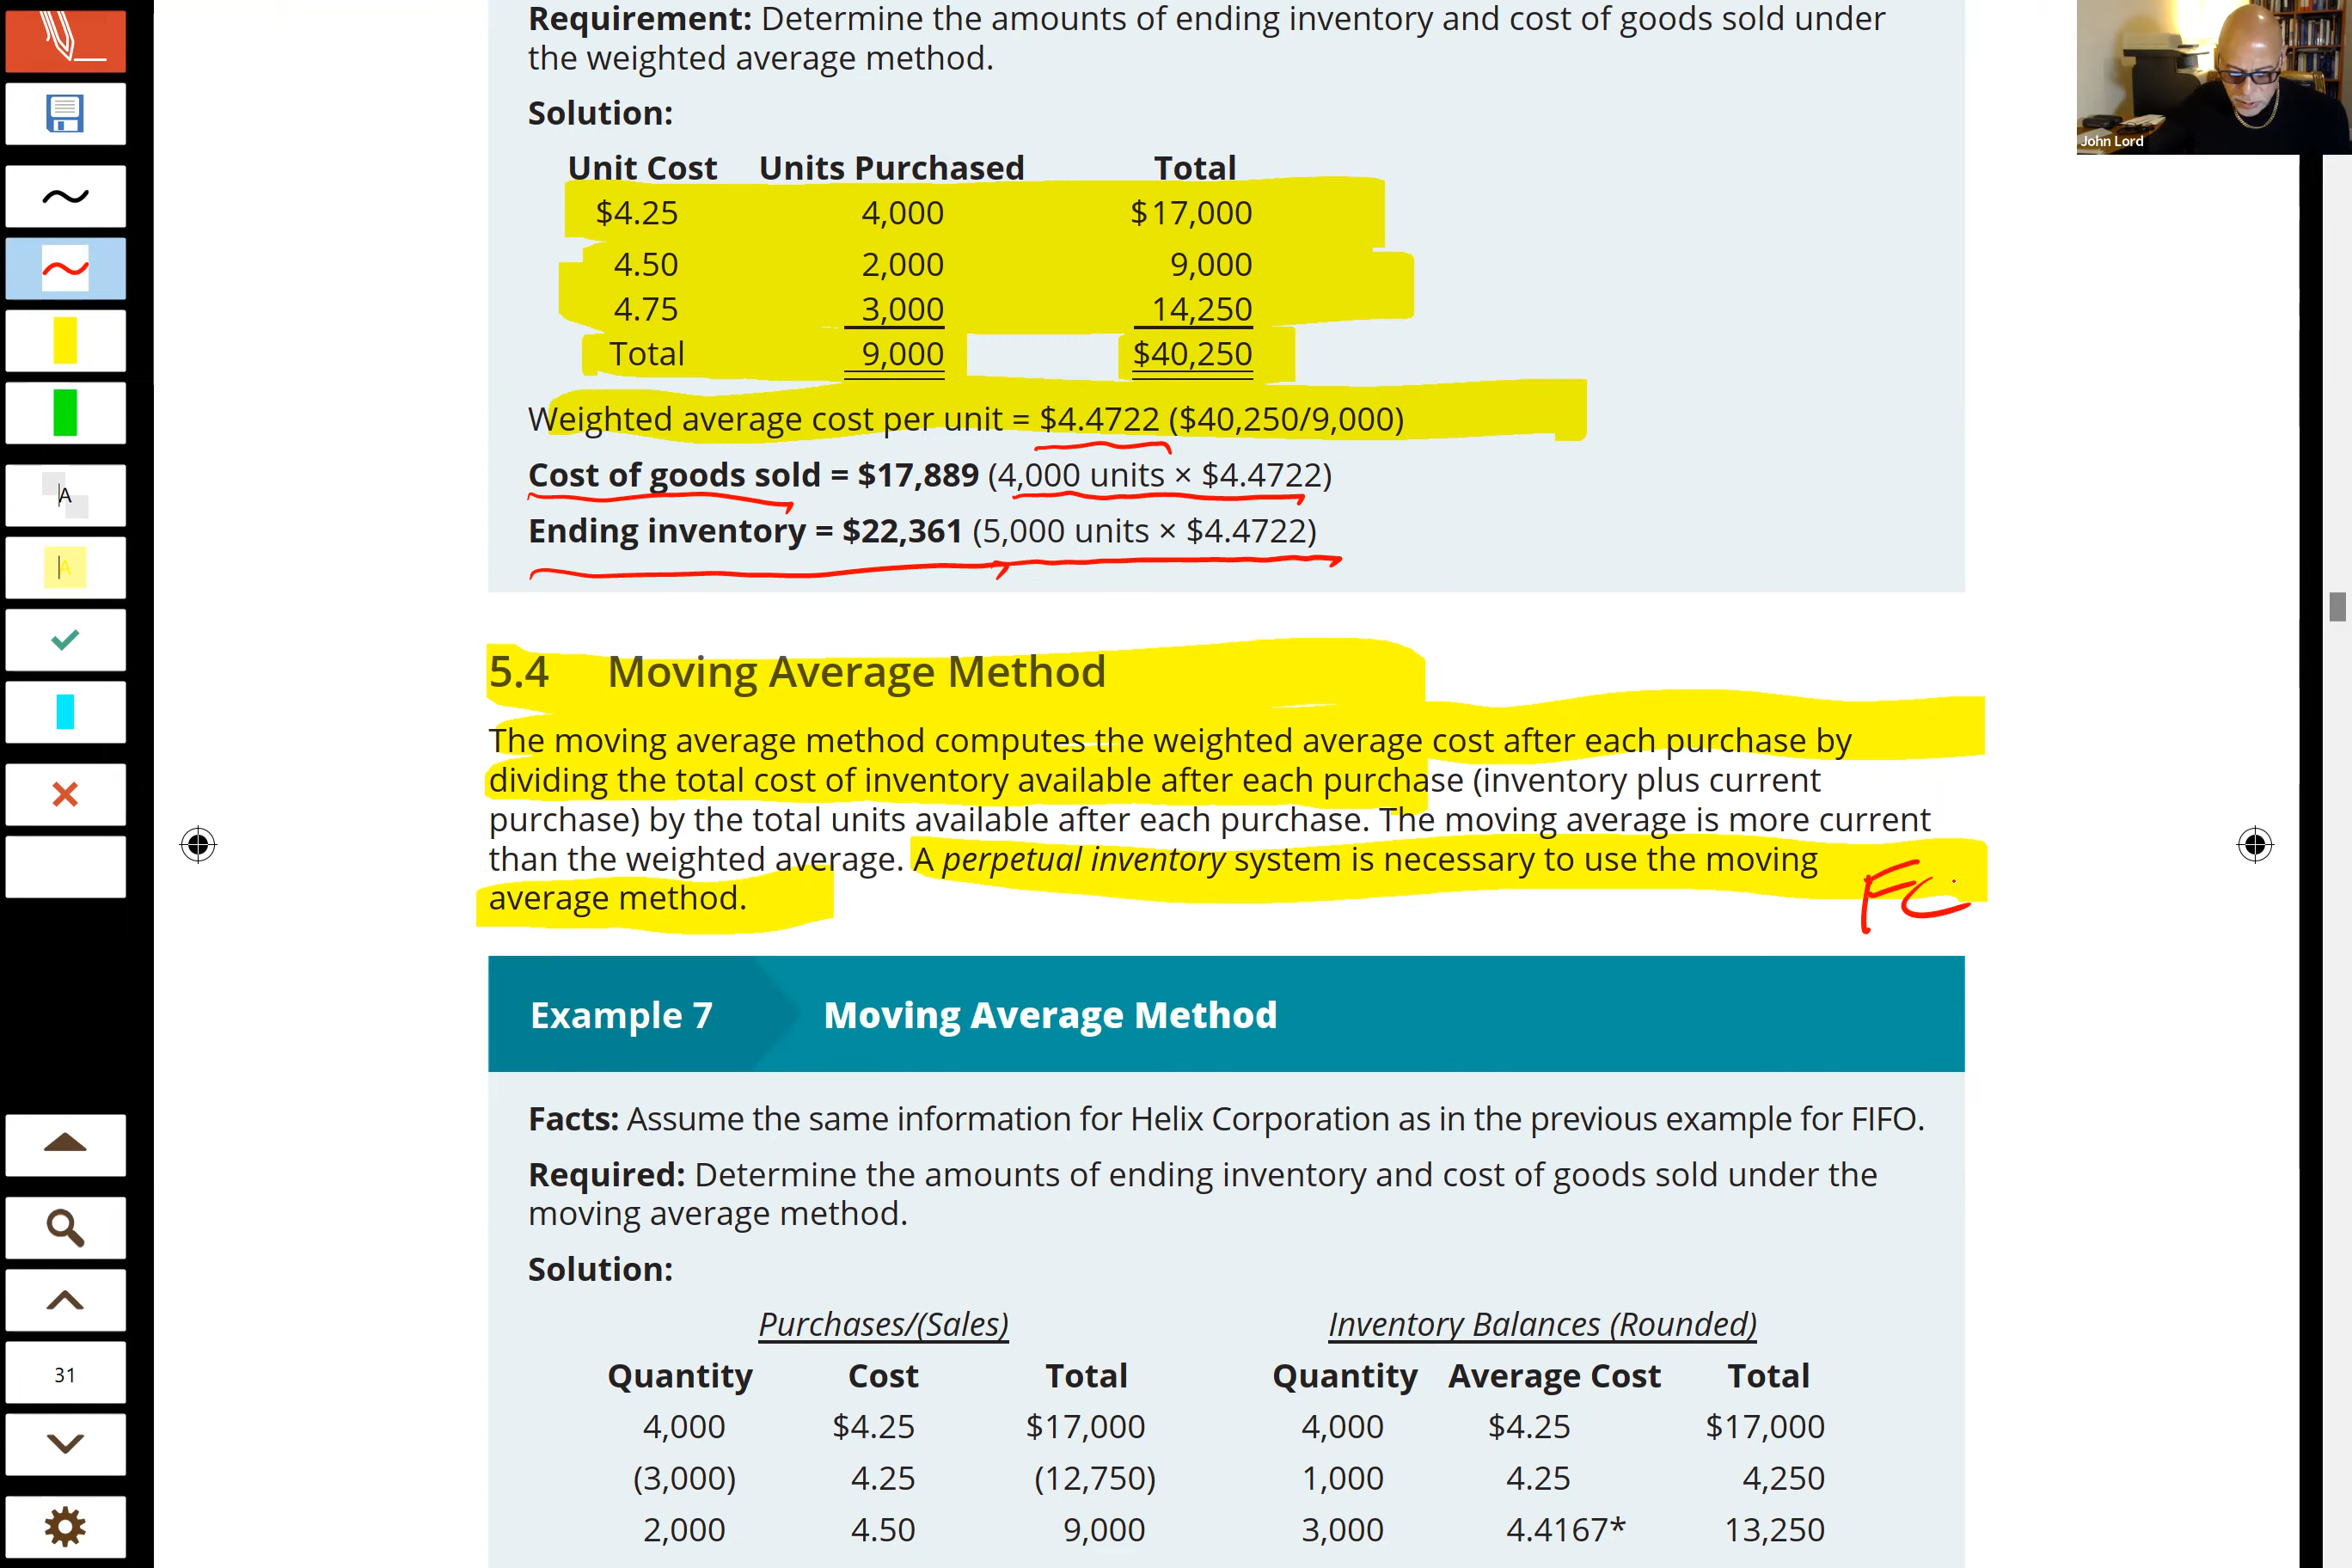 Requirement: Determine the amounts of ending inventory and cost of goods sold under
the weighted average method.
John Lord
Solution:
Unit Cost Units Purchased Total
$4.25 4,000 $17,000
4.50 2,000 9,000
4.75 3,000 14,250
Total 9,000 $40,250
Weighted average cost per unit = $4.4722 ($40,250/9,000)
Cost of goods sold = $17,889 (4,000 units × $4.4722)
Ending inventory = $22,361 (5,000 units × $4.4722)
A
A
5.4 Moving Average Method
The moving average method computes the weighted average cost after each purchase by
dividing the total cost of inventory available after each purchase (inventory plus current
purchase) by the total units available after each purchase. The moving average is more current
than the weighted average. A perpetual inventory system is necessary to use the moving
average method.
FC
Example 7 Moving Average Method
Facts: Assume the same information for Helix Corporation as in the previous example for FIFO.
Required: Determine the amounts of ending inventory and cost of goods sold under the
moving average method.
Solution:
Purchases/(Sales) Inventory Balances (Rounded)
Quantity Cost Total Quantity Average Cost Total
4,000 $4.25 $17,000 4,000 $4.25 $17,000
(3,000) 4.25 (12,750) 1,000 4.25 4,250
2,000 4.50 9,000 3,000 4.4167* 13,250
31